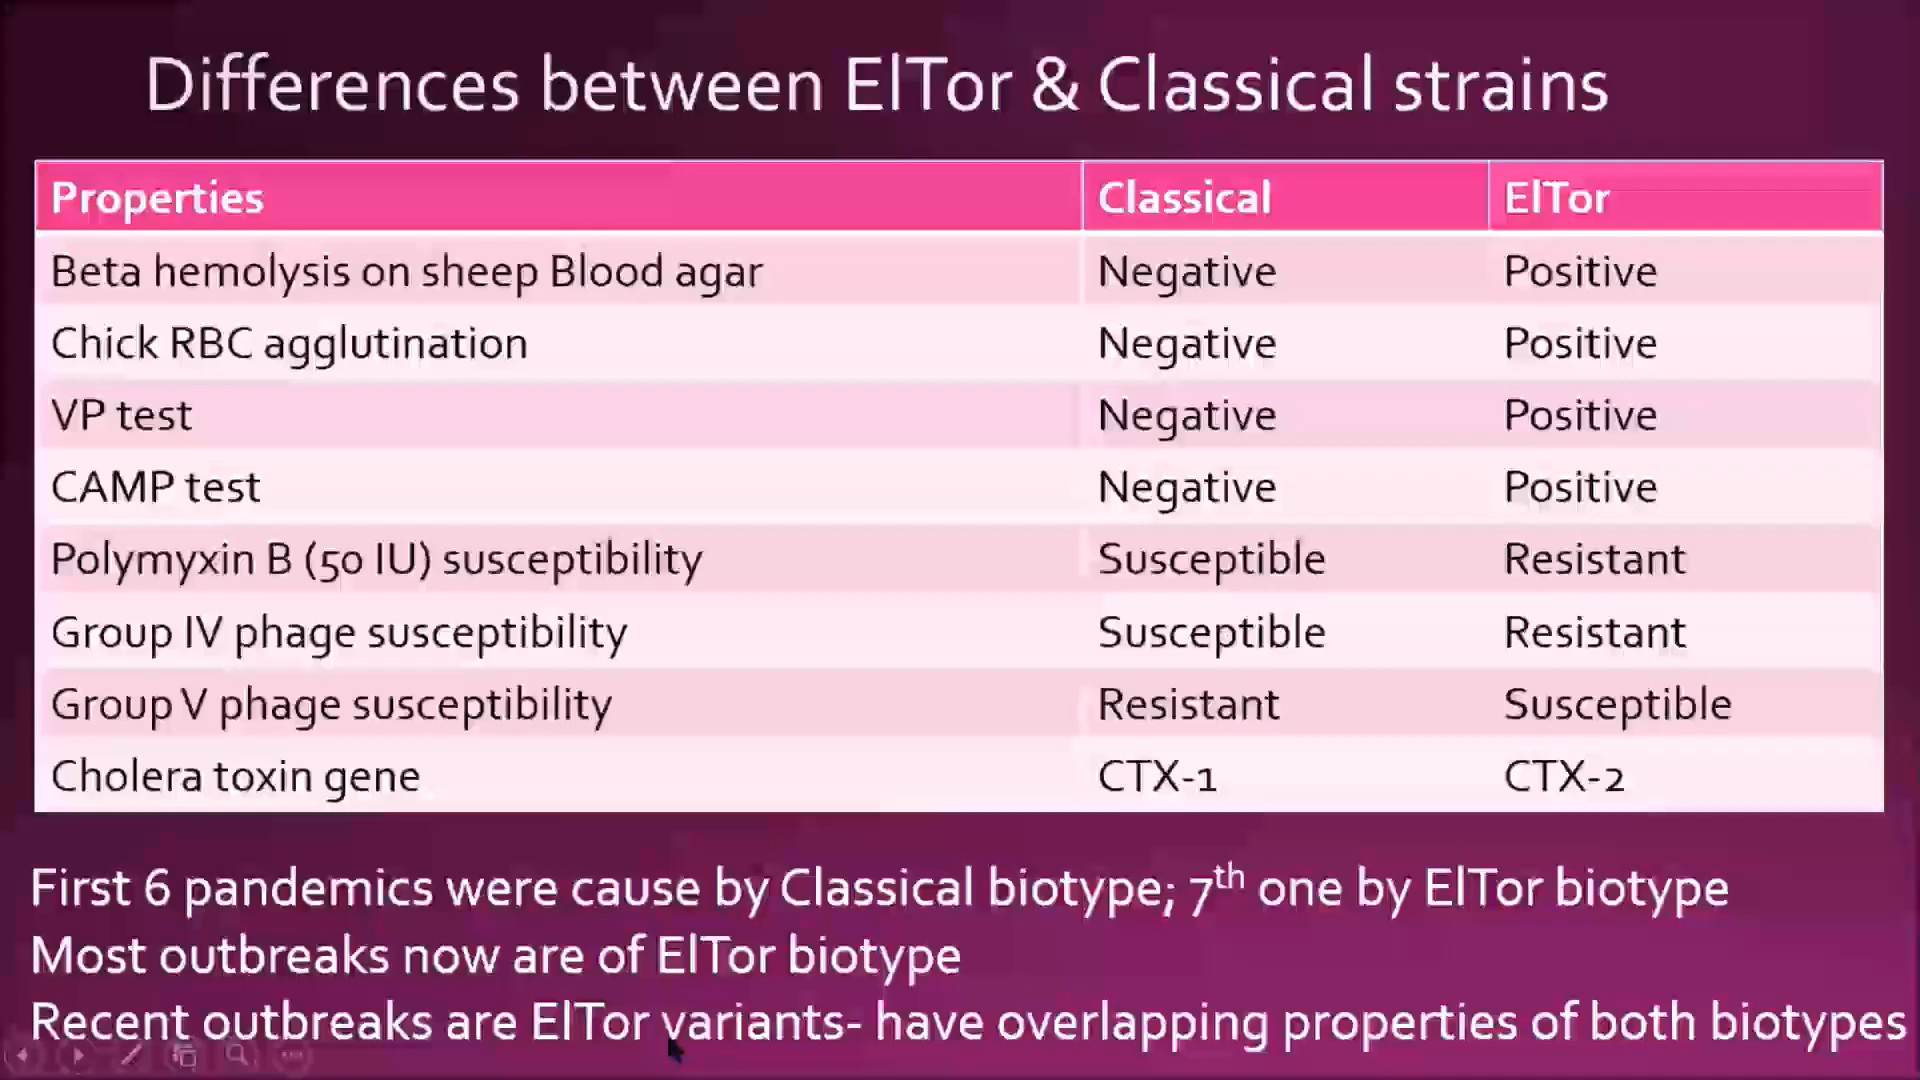 Differences between ElTor & Classical strains
Properties Classical ElTor
Beta hemolysis on sheep Blood agar Negative Positive
Chick RBC agglutination Negative Positive
VP test Negative Positive
CAMP test Negative Positive
Polymyxin B (50 IU) susceptibility Susceptible Resistant
Group IV phage susceptibility Susceptible Resistant
Group V phage susceptibility Resistant Susceptible
Cholera toxin gene CTX-1 CTX-2
First 6 pandemics were cause by Classical biotype; 7th one by ElTor biotype
Most outbreaks now are of ElTor biotype
Recent outbreaks are ElTor variants- have overlapping properties of both biotypes